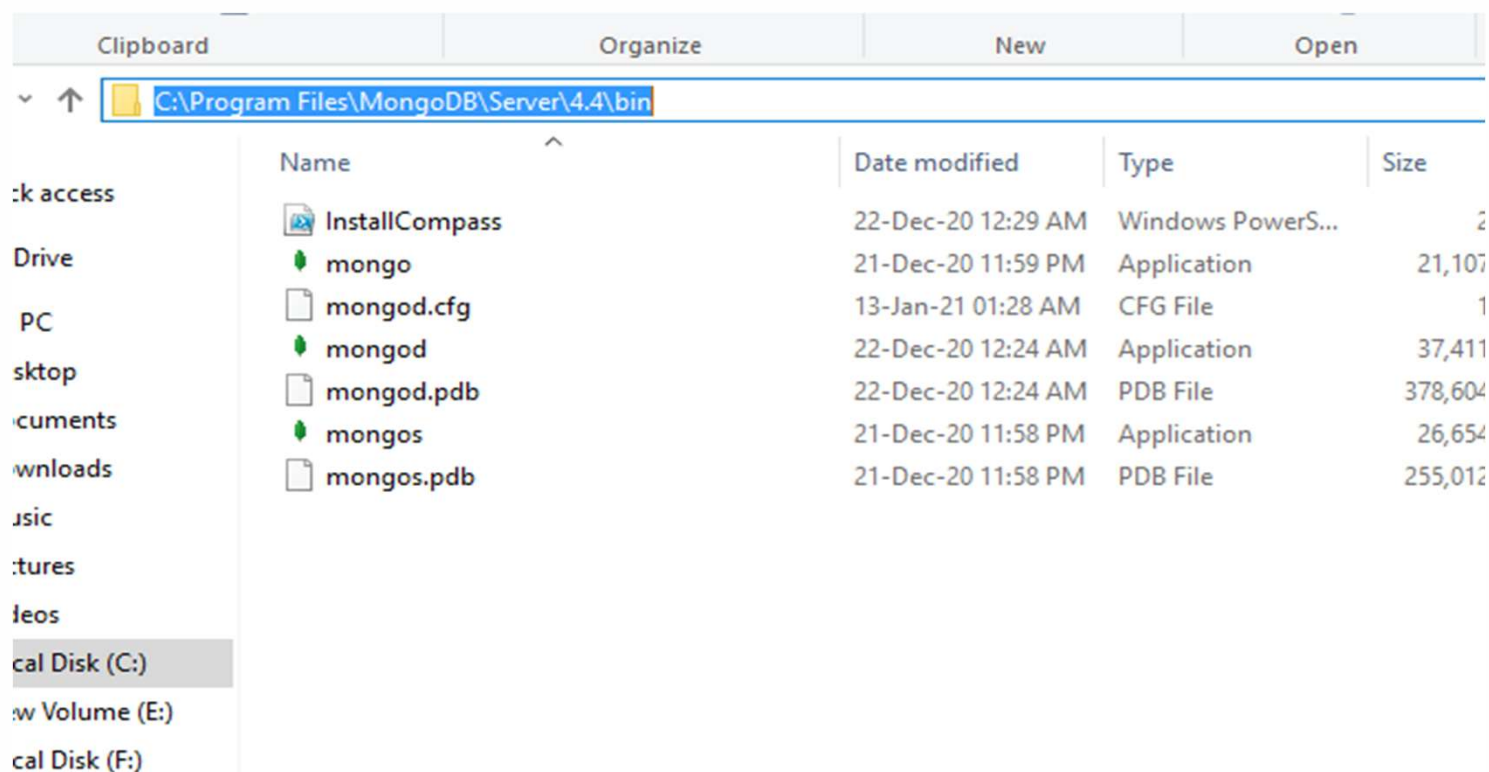 Clipboard Organize New Open
C:\Program Files\MongoDB\Server\4.4\bin
Name Date modified Type Size
ck access
Drive
PC
sktop
cuments
wnloads
usic
ctures
deos
cal Disk (C:)
ew Volume (E:)
cal Disk (F:)
InstallCompass 22-Dec-20 12:29 AM Windows PowerS... 2
mongo 21-Dec-20 11:59 PM Application 21,107
mongod.cfg 13-Jan-21 01:28 AM CFG File 1
mongod 22-Dec-20 12:24 AM Application 37,411
mongod.pdb 22-Dec-20 12:24 AM PDB File 378,604
mongos 21-Dec-20 11:58 PM Application 26,654
mongos.pdb 21-Dec-20 11:58 PM PDB File 255,012